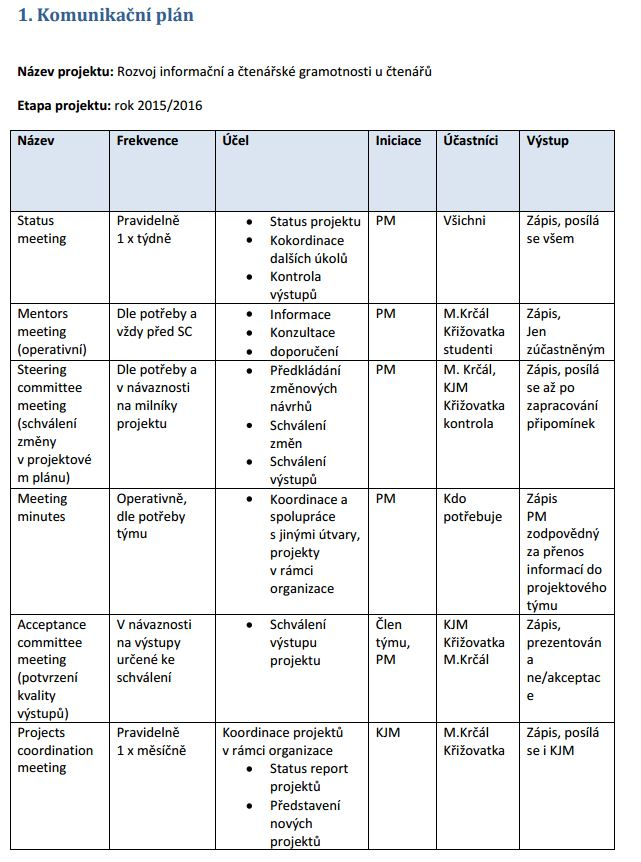 1. Komunikační plán
Název projektu: Rozvoj informační a čtenářské gramotnosti u čtenářů
Etapa projektu: rok 2015/2016
Název
Frekvence
Účel
Iniciace
Účastníci
Výstup
Status
meeting
Pravidelně
1 x týdně
• Status projektu
• Kokordinace
dalších úkolů
• Kontrola
výstupů
PM
Všichni
Zápis, posílá
se všem
Mentors
meeting
(operativní)
Dle potřeby a
vždy před SC
• Informace
• Konzultace
• doporučení
PM
M.Krčál
Křižovatka
studenti
Zápis,
Jen
zúčastněným
Steering
committee
meeting
(schválení
změny
v projektové
m plánu)
Dle potřeby a
v návaznosti
na milníky
projektu
• Předkládání
změnových
návrhů
• Schválení
změn
• Schválení
výstupů
PM
M. Krčál,
KJM
Křižovatka
kontrola
Zápis, posílá
se až po
zapracování
připomínek
Meeting
minutes
Operativně,
dle potřeby
týmu
• Koordinace a
spolupráce
s jinými útvary,
projekty
v rámci
organizace
PM
Kdo
potřebuje
Zápis
PM
zodpovědný
za přenos
informací do
projektového
týmu
Acceptance
committee
meeting
(potvrzení
kvality
výstupů)
V návaznosti
na výstupy
určené ke
schválení
• Schválení
výstupu
projektu
Člen
týmu,
PM
KJM
Křižovatka
M.Krčál
Zápis,
prezentován
a
ne/akceptac
e
Projects
coordination
meeting
Pravidelně
1 x měsíčně
Koordinace projektů
v rámci organizace
• Status report
projektů
• Představení
nových
projektů
KJM
M.Krčál
Křižovatka
Zápis, posílá
se i KJM